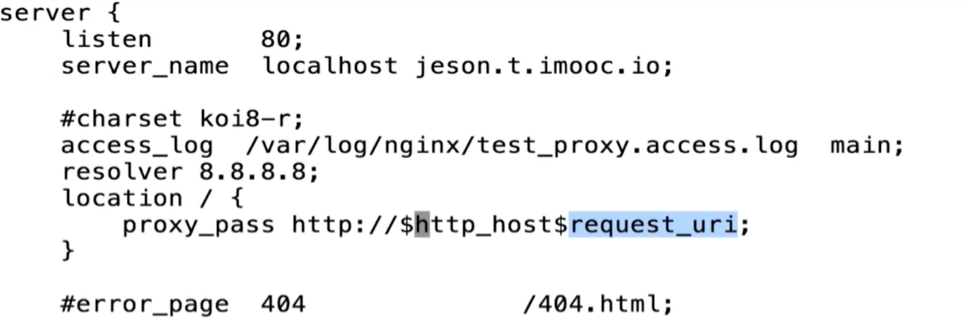 server {
    listen       80;
    server_name  localhost jeson.t.imooc.io;

    #charset koi8-r;
    access_log  /var/log/nginx/test_proxy.access.log  main;
    resolver 8.8.8.8;
    location / {
        proxy_pass http://$http_host$request_uri;
    }

    #error_page  404              /404.html;